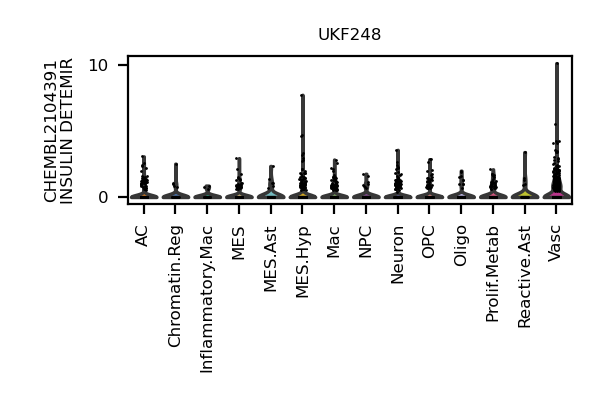 UKF248
CHEMBL2104391
INSULIN DETEMIR
10
0
AC
Chromatin.Reg
Inflammatory.Mac
MES
MES.Ast
MES.Hyp
Mac
NPC
Neuron
OPC
Oligo
Prolif.Metab
Reactive.Ast
Vasc